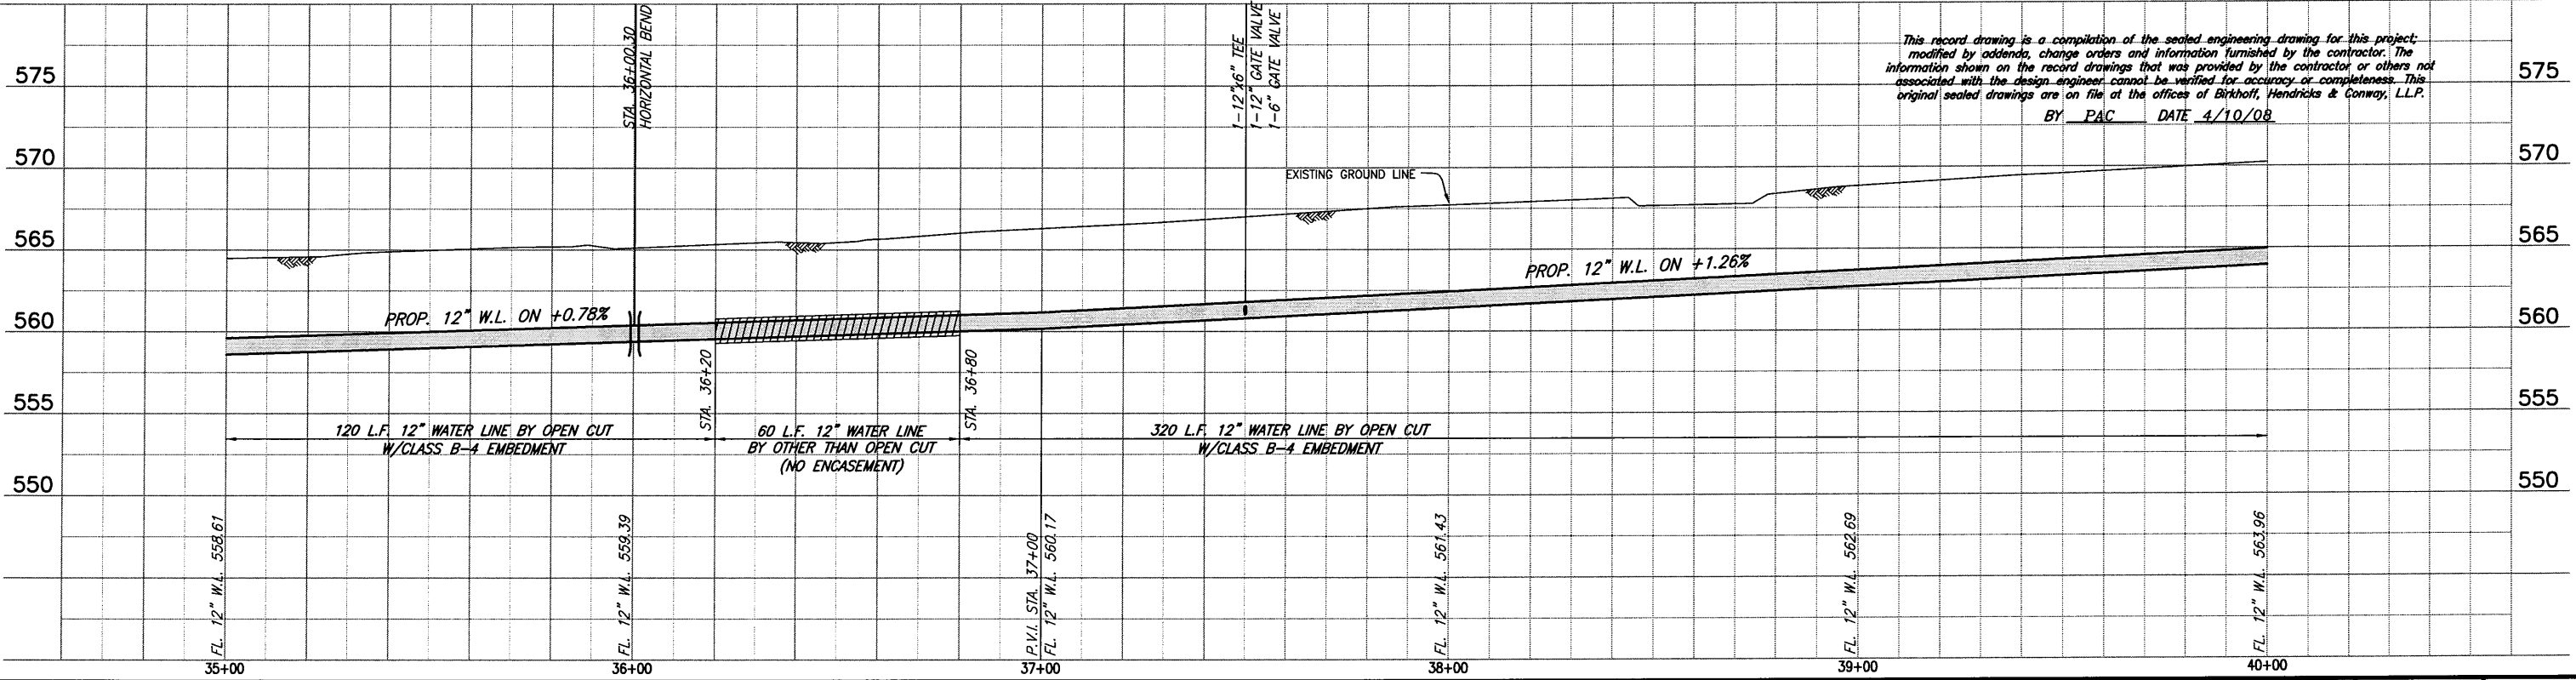 STA. 36+00.30
HORIZONTAL BEND
1-12"x6" TEE
1-12" GATE VALVE
1-6" GATE VALVE
This record drawing is a compilation of the sealed engineering drawing for this project;
modified by addenda, change orders and information furnished by the contractor. The
information shown on the record drawings that was provided by the contractor or others not
associated with the design engineer cannot be verified for accuracy or completeness. This
original sealed drawings are on file at the offices of Birkhoff, Hendricks & Conway, L.L.P.
BY PAC DATE 4/10/08
575
575
570
570
EXISTING GROUND LINE
565
565
PROP. 12" W.L. ON +1.26%
PROP. 12" W.L. ON +0.78%
560
560
STA. 36+20
STA. 36+80
555
555
120 L.F. 12" WATER LINE BY OPEN CUT
W/CLASS B-4 EMBEDMENT
60 L.F. 12" WATER LINE
BY OTHER THAN OPEN CUT
(NO ENCASEMENT)
320 L.F. 12" WATER LINE BY OPEN CUT
W/CLASS B-4 EMBEDMENT
550
550
FL. 12" W.L. 558.61
FL. 12" W.L. 559.39
P.V.I. STA. 37+00
FL. 12" W.L. 560.17
FL. 12" W.L. 561.43
FL. 12" W.L. 562.69
FL. 12" W.L. 563.96
35+00
36+00
37+00
38+00
39+00
40+00